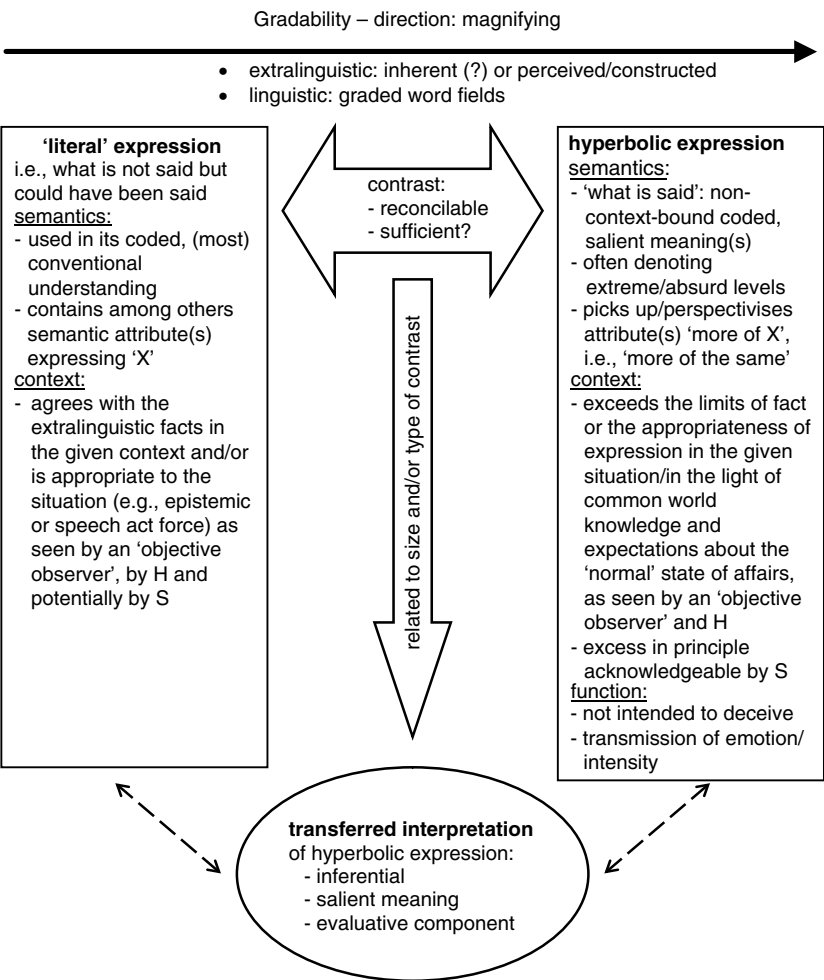 Gradability – direction: magnifying
• extralinguistic: inherent (?) or perceived/constructed
• linguistic: graded word fields
‘literal’ expression
i.e., what is not said but
could have been said
semantics:
- used in its coded, (most)
conventional
understanding
- contains among others
semantic attribute(s)
expressing ‘X’
context:
- agrees with the
extralinguistic facts in
the given context and/or
is appropriate to the
situation (e.g., epistemic
or speech act force) as
seen by an ‘objective
observer’, by H and
potentially by S
contrast:
- reconcilable
- sufficient?
related to size and/or type of contrast
hyperbolic expression
semantics:
- ‘what is said’: non-
context-bound coded,
salient meaning(s)
- often denoting
extreme/absurd levels
- picks up/perspectivises
attribute(s) ‘more of X’,
i.e., ‘more of the same’
context:
- exceeds the limits of fact
or the appropriateness of
expression in the given
situation/in the light of
common world
knowledge and
expectations about the
‘normal’ state of affairs,
as seen by an ‘objective
observer’ and H
- excess in principle
acknowledgeable by S
function:
- not intended to deceive
- transmission of emotion/
intensity
transferred interpretation
of hyperbolic expression:
- inferential
- salient meaning
- evaluative component